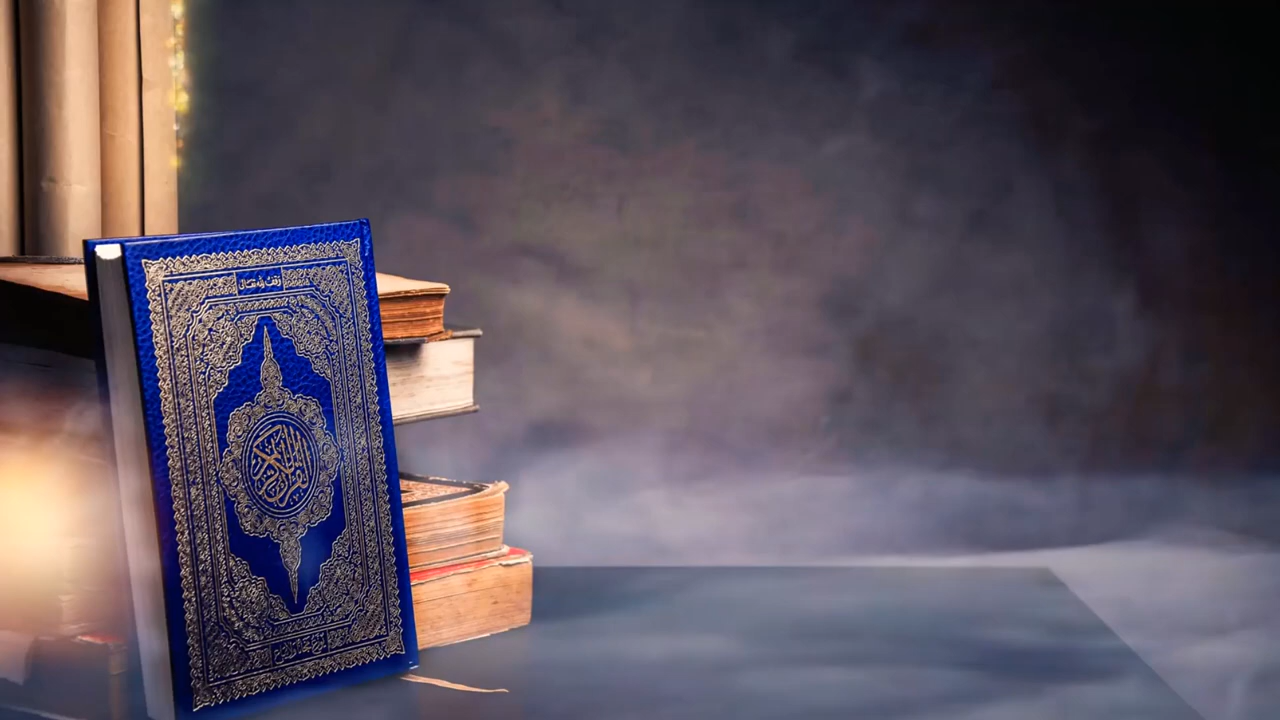 وقف لله تعالى
القرآن الكريم